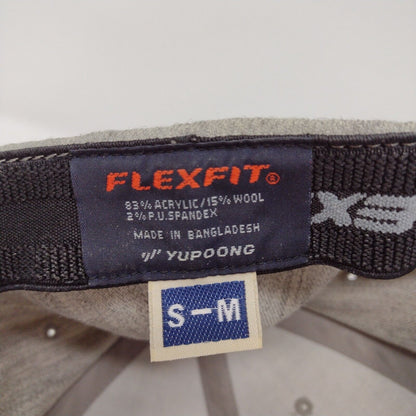 FLEXFIT®
83% ACRYLIC/15% WOOL
2% P.U.SPANDEX
MADE IN BANGLADESH
YUPOONG
S-M